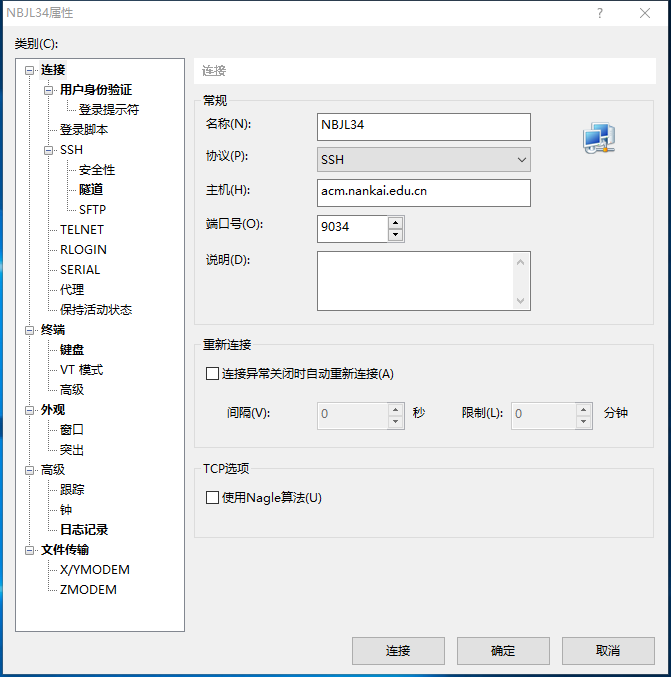 NBJL34属性
类别(C):
连接
用户身份验证
登录提示符
登录脚本
SSH
安全性
隧道
SFTP
TELNET
RLOGIN
SERIAL
代理
保持活动状态
终端
键盘
VT 模式
高级
外观
窗口
突出
高级
跟踪
钟
日志记录
文件传输
X/YMODEM
ZMODEM
连接
常规
名称(N): NBJL34
协议(P): SSH
主机(H): acm.nankai.edu.cn
端口号(O): 9034
说明(D):
重新连接
连接异常关闭时自动重新连接(A)
间隔(V): 0 秒 限制(L): 0 分钟
TCP选项
使用Nagle算法(U)
连接 确定 取消